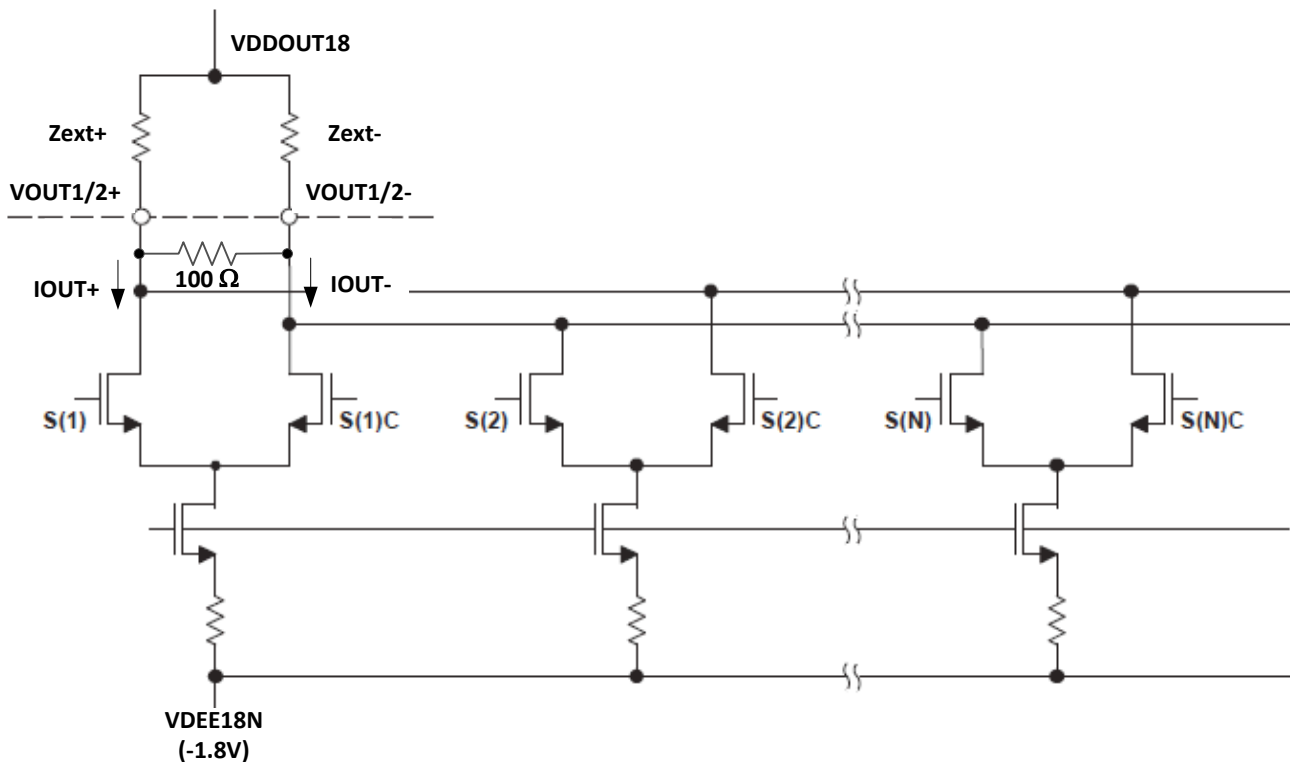 VDDOUT18
Zext+
Zext-
VOUT1/2+
VOUT1/2-
100 Ω
IOUT+
IOUT-
S(1)
S(1)C
S(2)
S(2)C
S(N)
S(N)C
VDEE18N
(-1.8V)